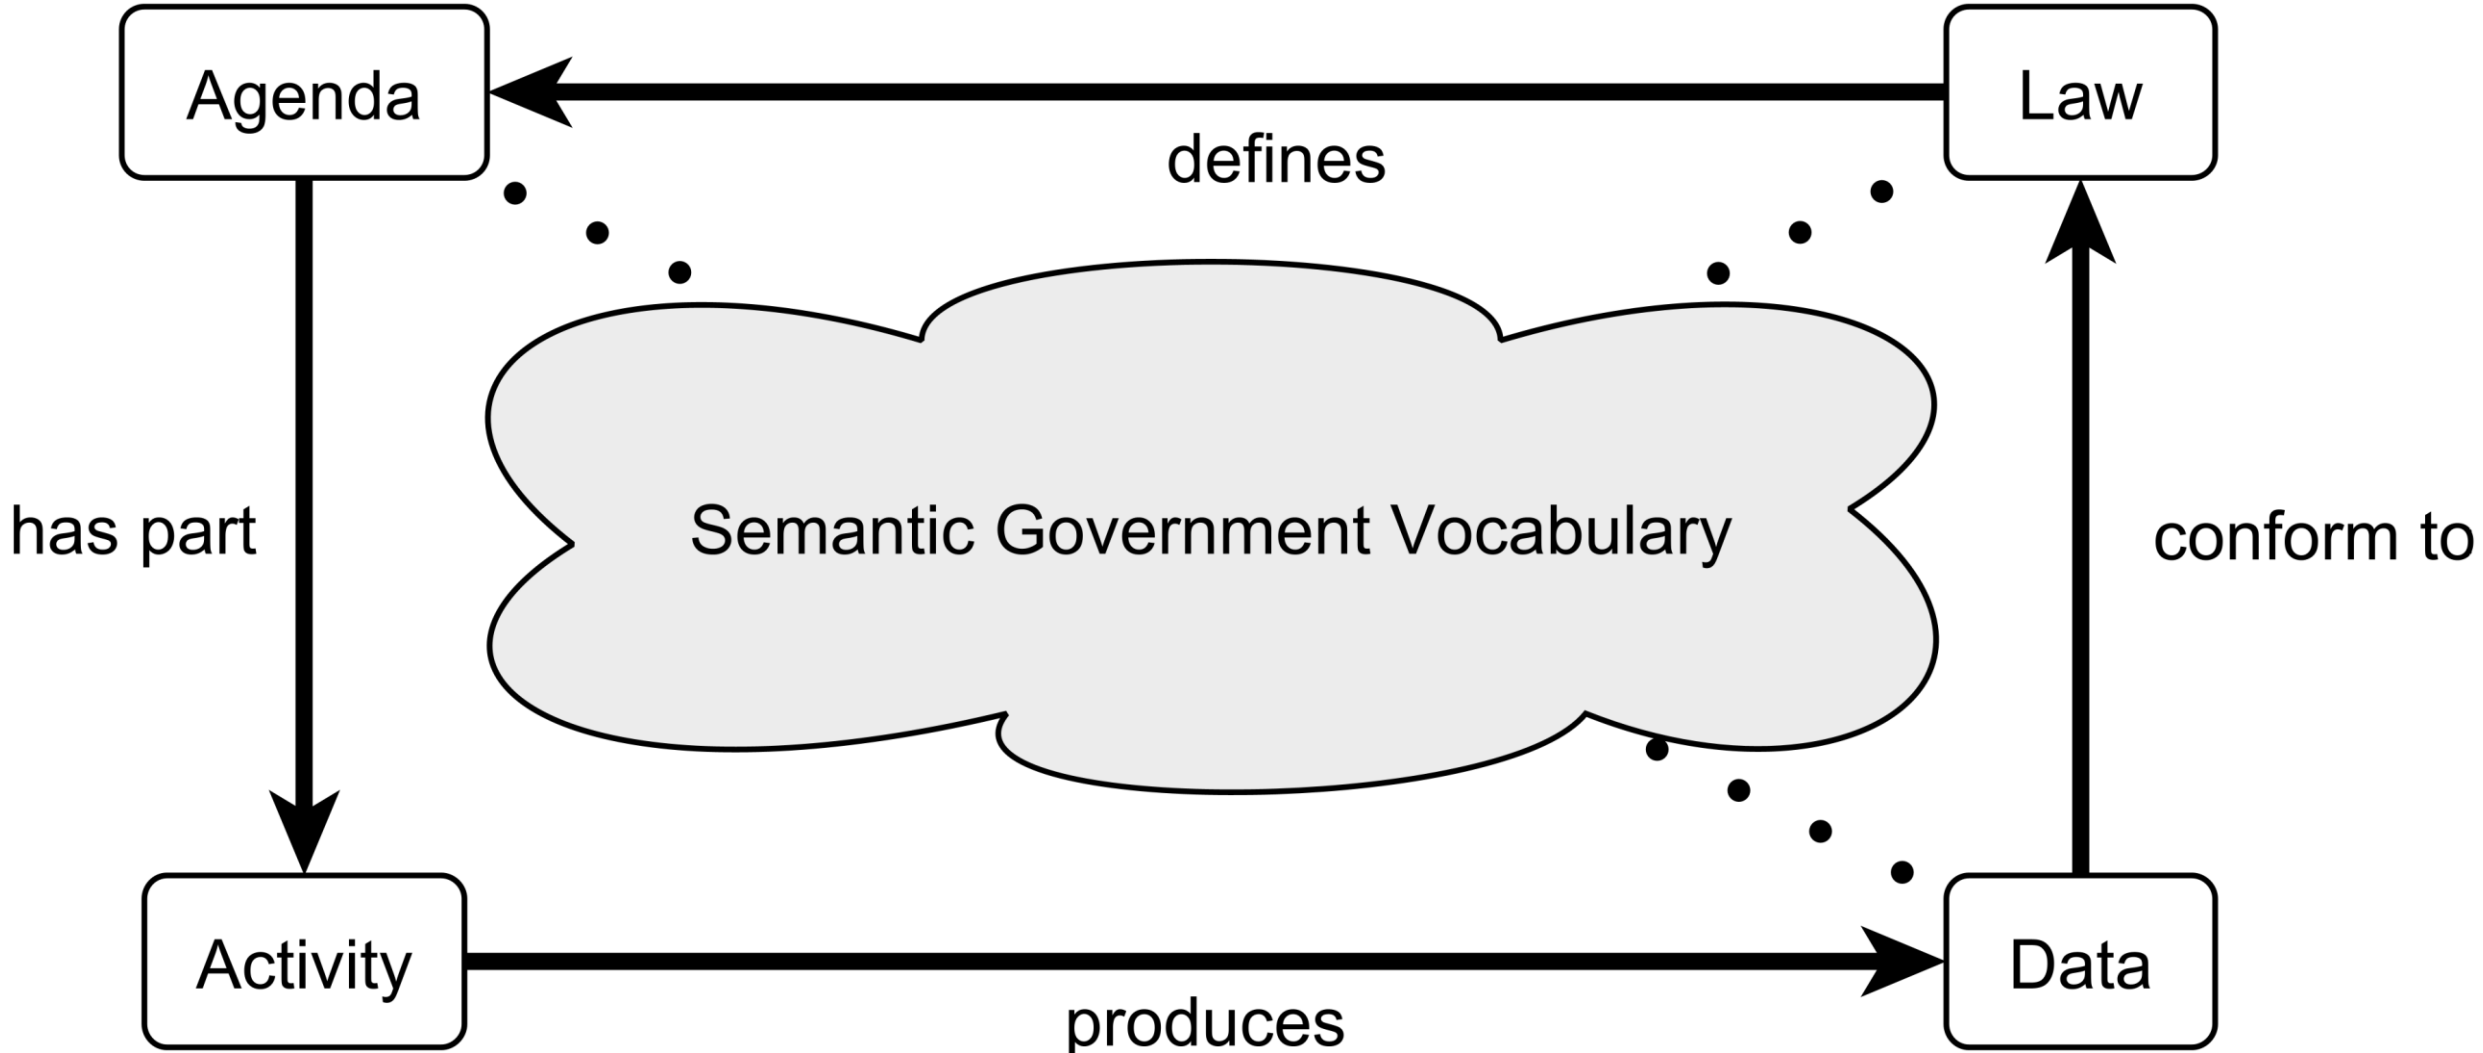 Agenda
Law
defines
has part
Semantic Government Vocabulary
conform to
Activity
Data
produces